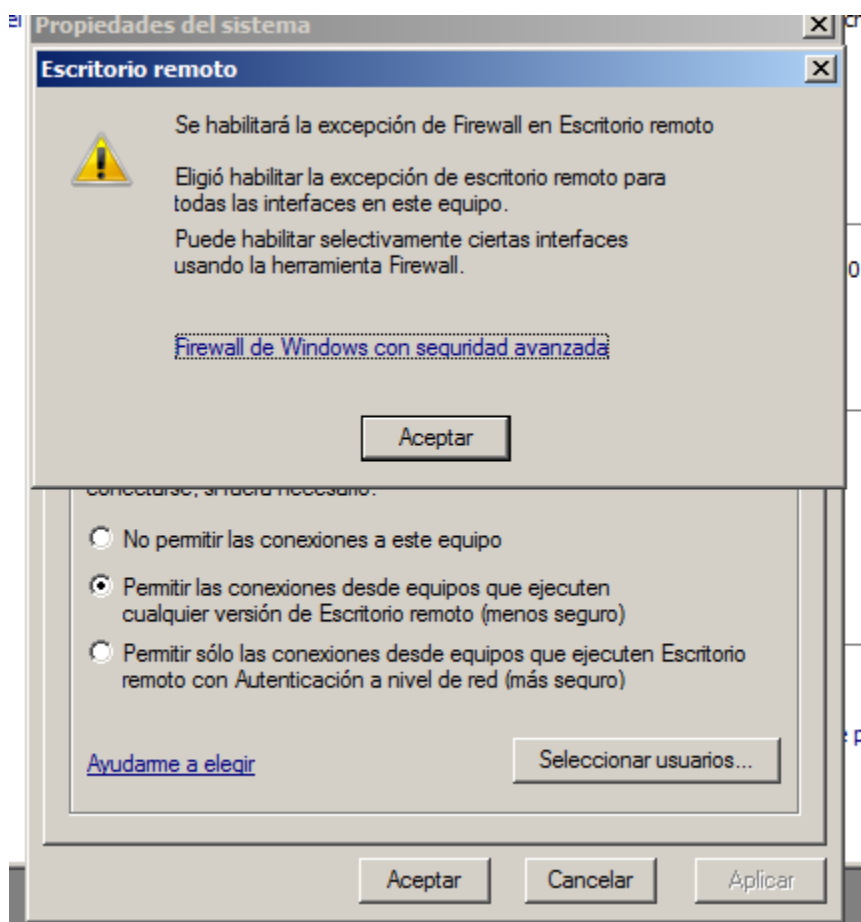 Propiedades del sistema
Escritorio remoto
Se habilitará la excepción de Firewall en Escritorio remoto
Eligió habilitar la excepción de escritorio remoto para
todas las interfaces en este equipo.
Puede habilitar selectivamente ciertas interfaces
usando la herramienta Firewall.
Firewall de Windows con seguridad avanzada
Aceptar
conectarse, si fuera necesario.
No permitir las conexiones a este equipo
Permitir las conexiones desde equipos que ejecuten
cualquier versión de Escritorio remoto (menos seguro)
Permitir sólo las conexiones desde equipos que ejecuten Escritorio
remoto con Autenticación a nivel de red (más seguro)
Ayudarme a elegir
Seleccionar usuarios...
Aceptar
Cancelar
Aplicar